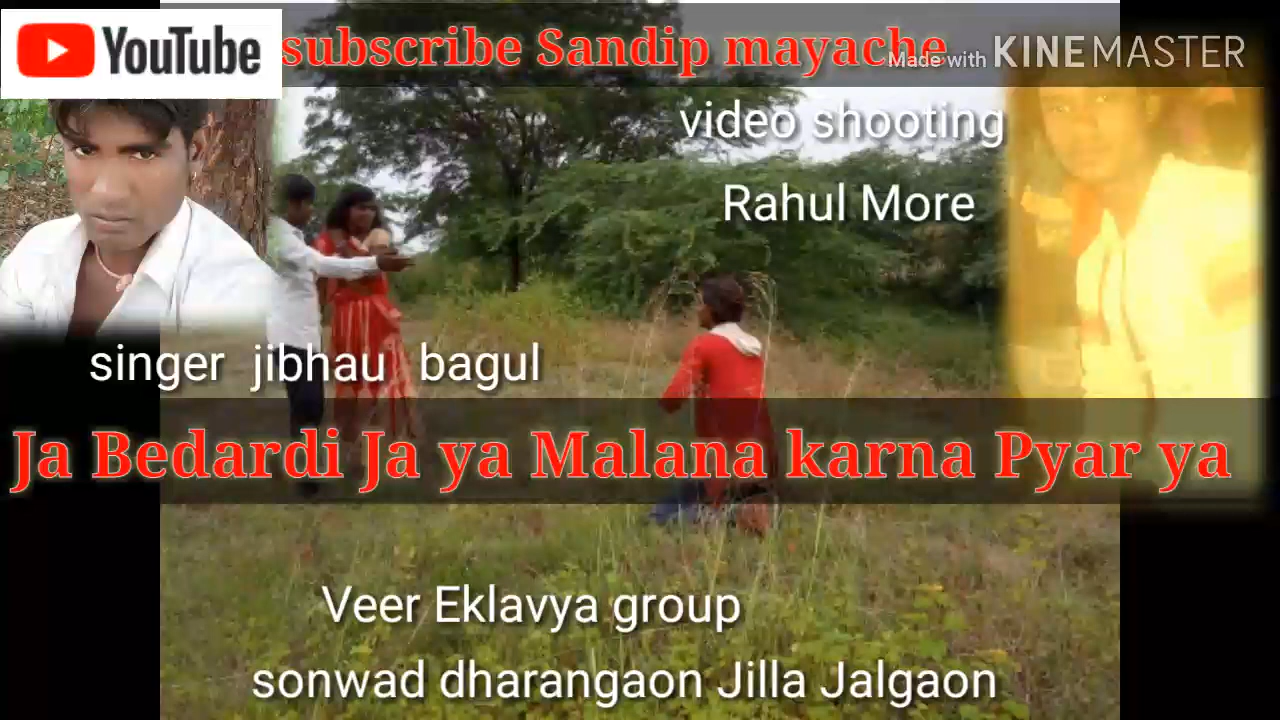 YouTube
subscribe Sandip mayache
Made with KINEMASTER
video shooting
Rahul More
singer jibhau bagul
Ja Bedardi Ja ya Malana karna Pyar ya
Veer Eklavya group
sonwad dharangaon Jilla Jalgaon